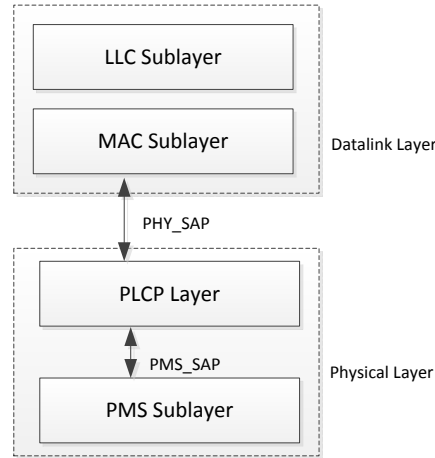 LLC Sublayer
MAC Sublayer
Datalink Layer
PHY_SAP
PLCP Layer
PMS_SAP
Physical Layer
PMS Sublayer